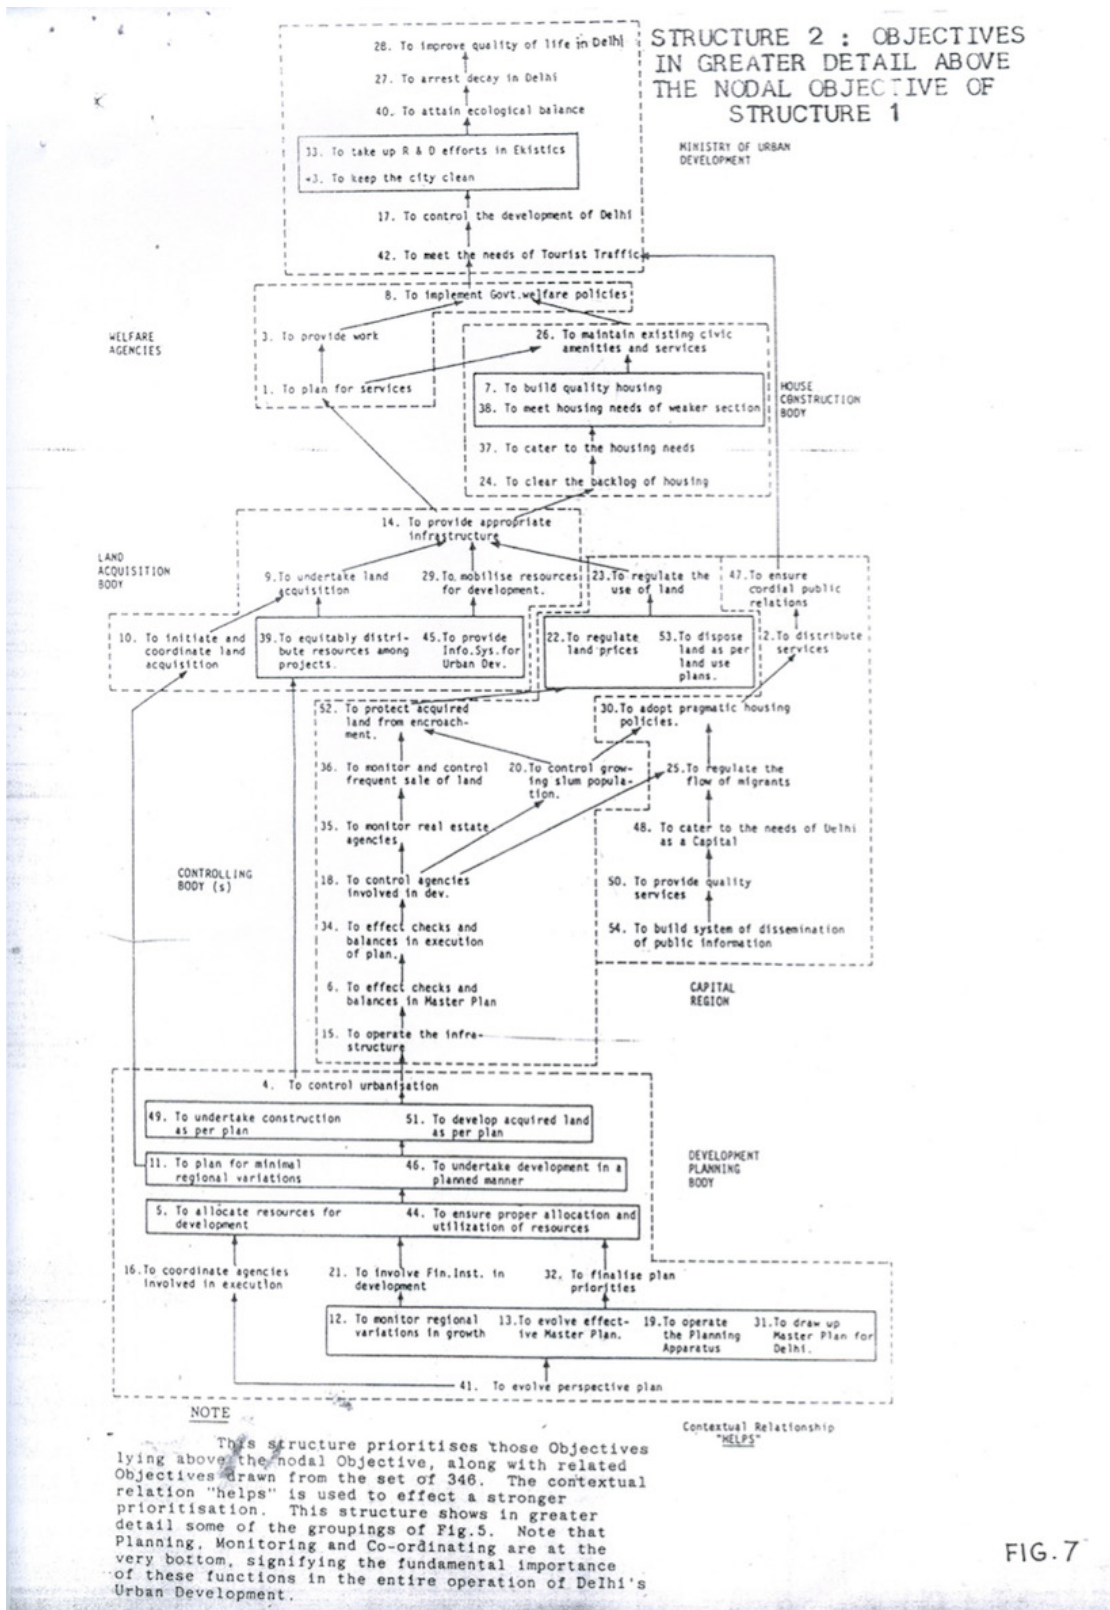 STRUCTURE 2 : OBJECTIVES
IN GREATER DETAIL ABOVE
THE NODAL OBJECTIVE OF
STRUCTURE 1
28. To improve quality of life in Delhi
27. To arrest decay in Delhi
40. To attain ecological balance
33. To take up R & D efforts in Ekistics
43. To keep the city clean
MINISTRY OF URBAN
DEVELOPMENT
17. To control the development of Delhi
42. To meet the needs of Tourist Traffic
8. To implement Govt.welfare policies
WELFARE
AGENCIES
3. To provide work
26. To maintain existing civic
amenities and services
1. To plan for services
7. To build quality housing
38. To meet housing needs of weaker section
HOUSE
CONSTRUCTION
BODY
37. To cater to the housing needs
24. To clear the backlog of housing
14. To provide appropriate
infrastructure
LAND
ACQUISITION
BODY
9.To undertake land
acquisition
29.To mobilise resources
for development.
23.To regulate the
use of land
47.To ensure
cordial public
relations
10. To initiate and
coordinate land
acquisition
39.To equitably distri-
bute resources among
projects.
45.To provide
Info.Sys.for
Urban Dev.
22.To regulate
land prices
53.To dispose
land as per
land use
plans.
2.To distribute
services
52. To protect acquired
land from encroach-
ment.
30.To adopt pragmatic housing
policies.
36. To monitor and control
frequent sale of land
20.To control grow-
ing slum popula-
tion.
25.To regulate the
flow of migrants
35. To monitor real estate
agencies
48. To cater to the needs of Delhi
as a Capital
CONTROLLING
BODY (s)
18. To control agencies
involved in dev.
50. To provide quality
services
34. To effect checks and
balances in execution
of plan.
54. To build system of dissemination
of public information
6. To effect checks and
balances in Master Plan
CAPITAL
REGION
15. To operate the infra-
structure
4. To control urbanisation
49. To undertake construction
as per plan
51. To develop acquired land
as per plan
11. To plan for minimal
regional variations
46. To undertake development in a
planned manner
DEVELOPMENT
PLANNING
BODY
5. To allocate resources for
development
44. To ensure proper allocation and
utilization of resources
16.To coordinate agencies
involved in execution
21. To involve Fin.Inst. in
development
32. To finalise plan
priorities
12. To monitor regional
variations in growth
13.To evolve effect-
ive Master Plan.
19.To operate
the Planning
Apparatus
31. To draw up
Master Plan for
Delhi.
41. To evolve perspective plan
NOTE
Contextual Relationship
"HELPS"
This structure prioritises those Objectives
lying above the nodal Objective, along with related
Objectives drawn from the set of 346. The contextual
relation "helps" is used to effect a stronger
prioritisation. This structure shows in greater
detail some of the groupings of Fig.5. Note that
Planning, Monitoring and Co-ordinating are at the
very bottom, signifying the fundamental importance
of these functions in the entire operation of Delhi's
Urban Development.
FIG. 7